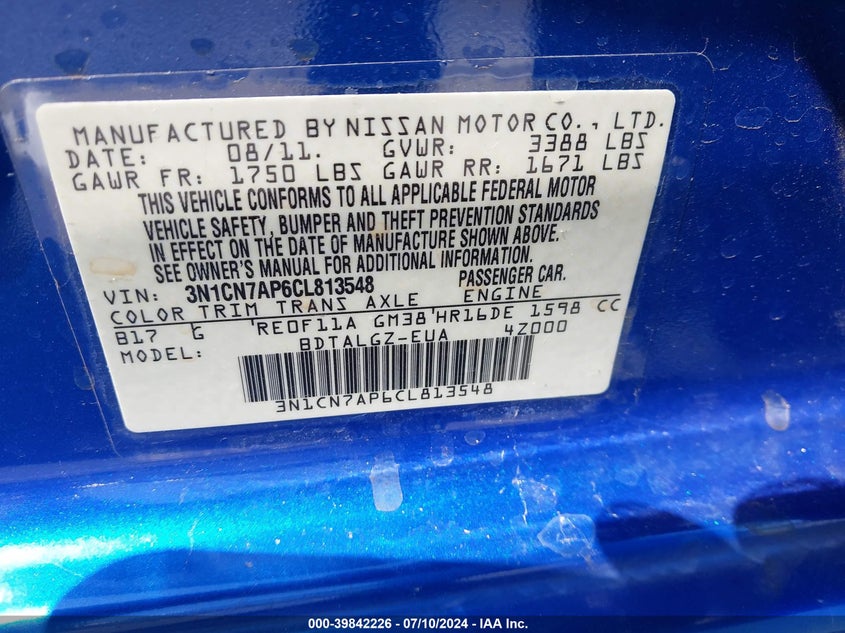 MANUFACTURED BY NISSAN MOTOR CO., LTD.
DATE: 08/11. GVWR: 3388 LBS
GAWR FR: 1750 LBS GAWR RR: 1671 LBS
THIS VEHICLE CONFORMS TO ALL APPLICABLE FEDERAL MOTOR
VEHICLE SAFETY, BUMPER AND THEFT PREVENTION STANDARDS
IN EFFECT ON THE DATE OF MANUFACTURE SHOWN ABOVE.
SEE OWNER'S MANUAL FOR ADDITIONAL INFORMATION.
VIN: 3N1CN7AP6CL813548 PASSENGER CAR.
COLOR TRIM TRANS AXLE ENGINE
B17 G 'RE0F11A GM38'HR16DE 1598 CC
MODEL: BDTALGZ-EUA 4Z000
3N1CN7AP6CL813548
000-39842226 - 07/10/2024 - IAA Inc.